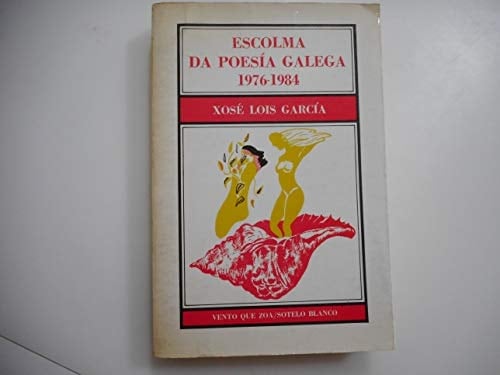 ESCOLMA
DA POESÍA GALEGA
1976-1984
XOSÉ LOIS GARCÍA
VENTO QUE ZOA/SOTELO BLANCO